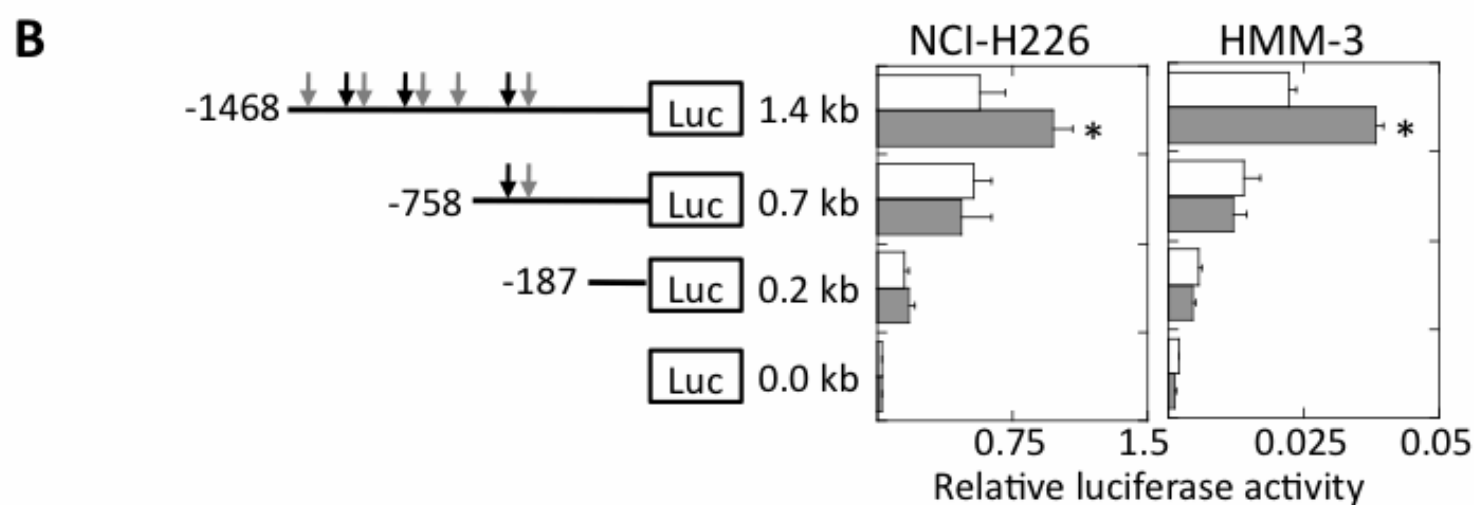 B
NCI-H226 HMM-3
-1468 Luc 1.4 kb *  *
-758 Luc 0.7 kb
-187 Luc 0.2 kb
Luc 0.0 kb
0.75 1.5 0.025 0.05
Relative luciferase activity